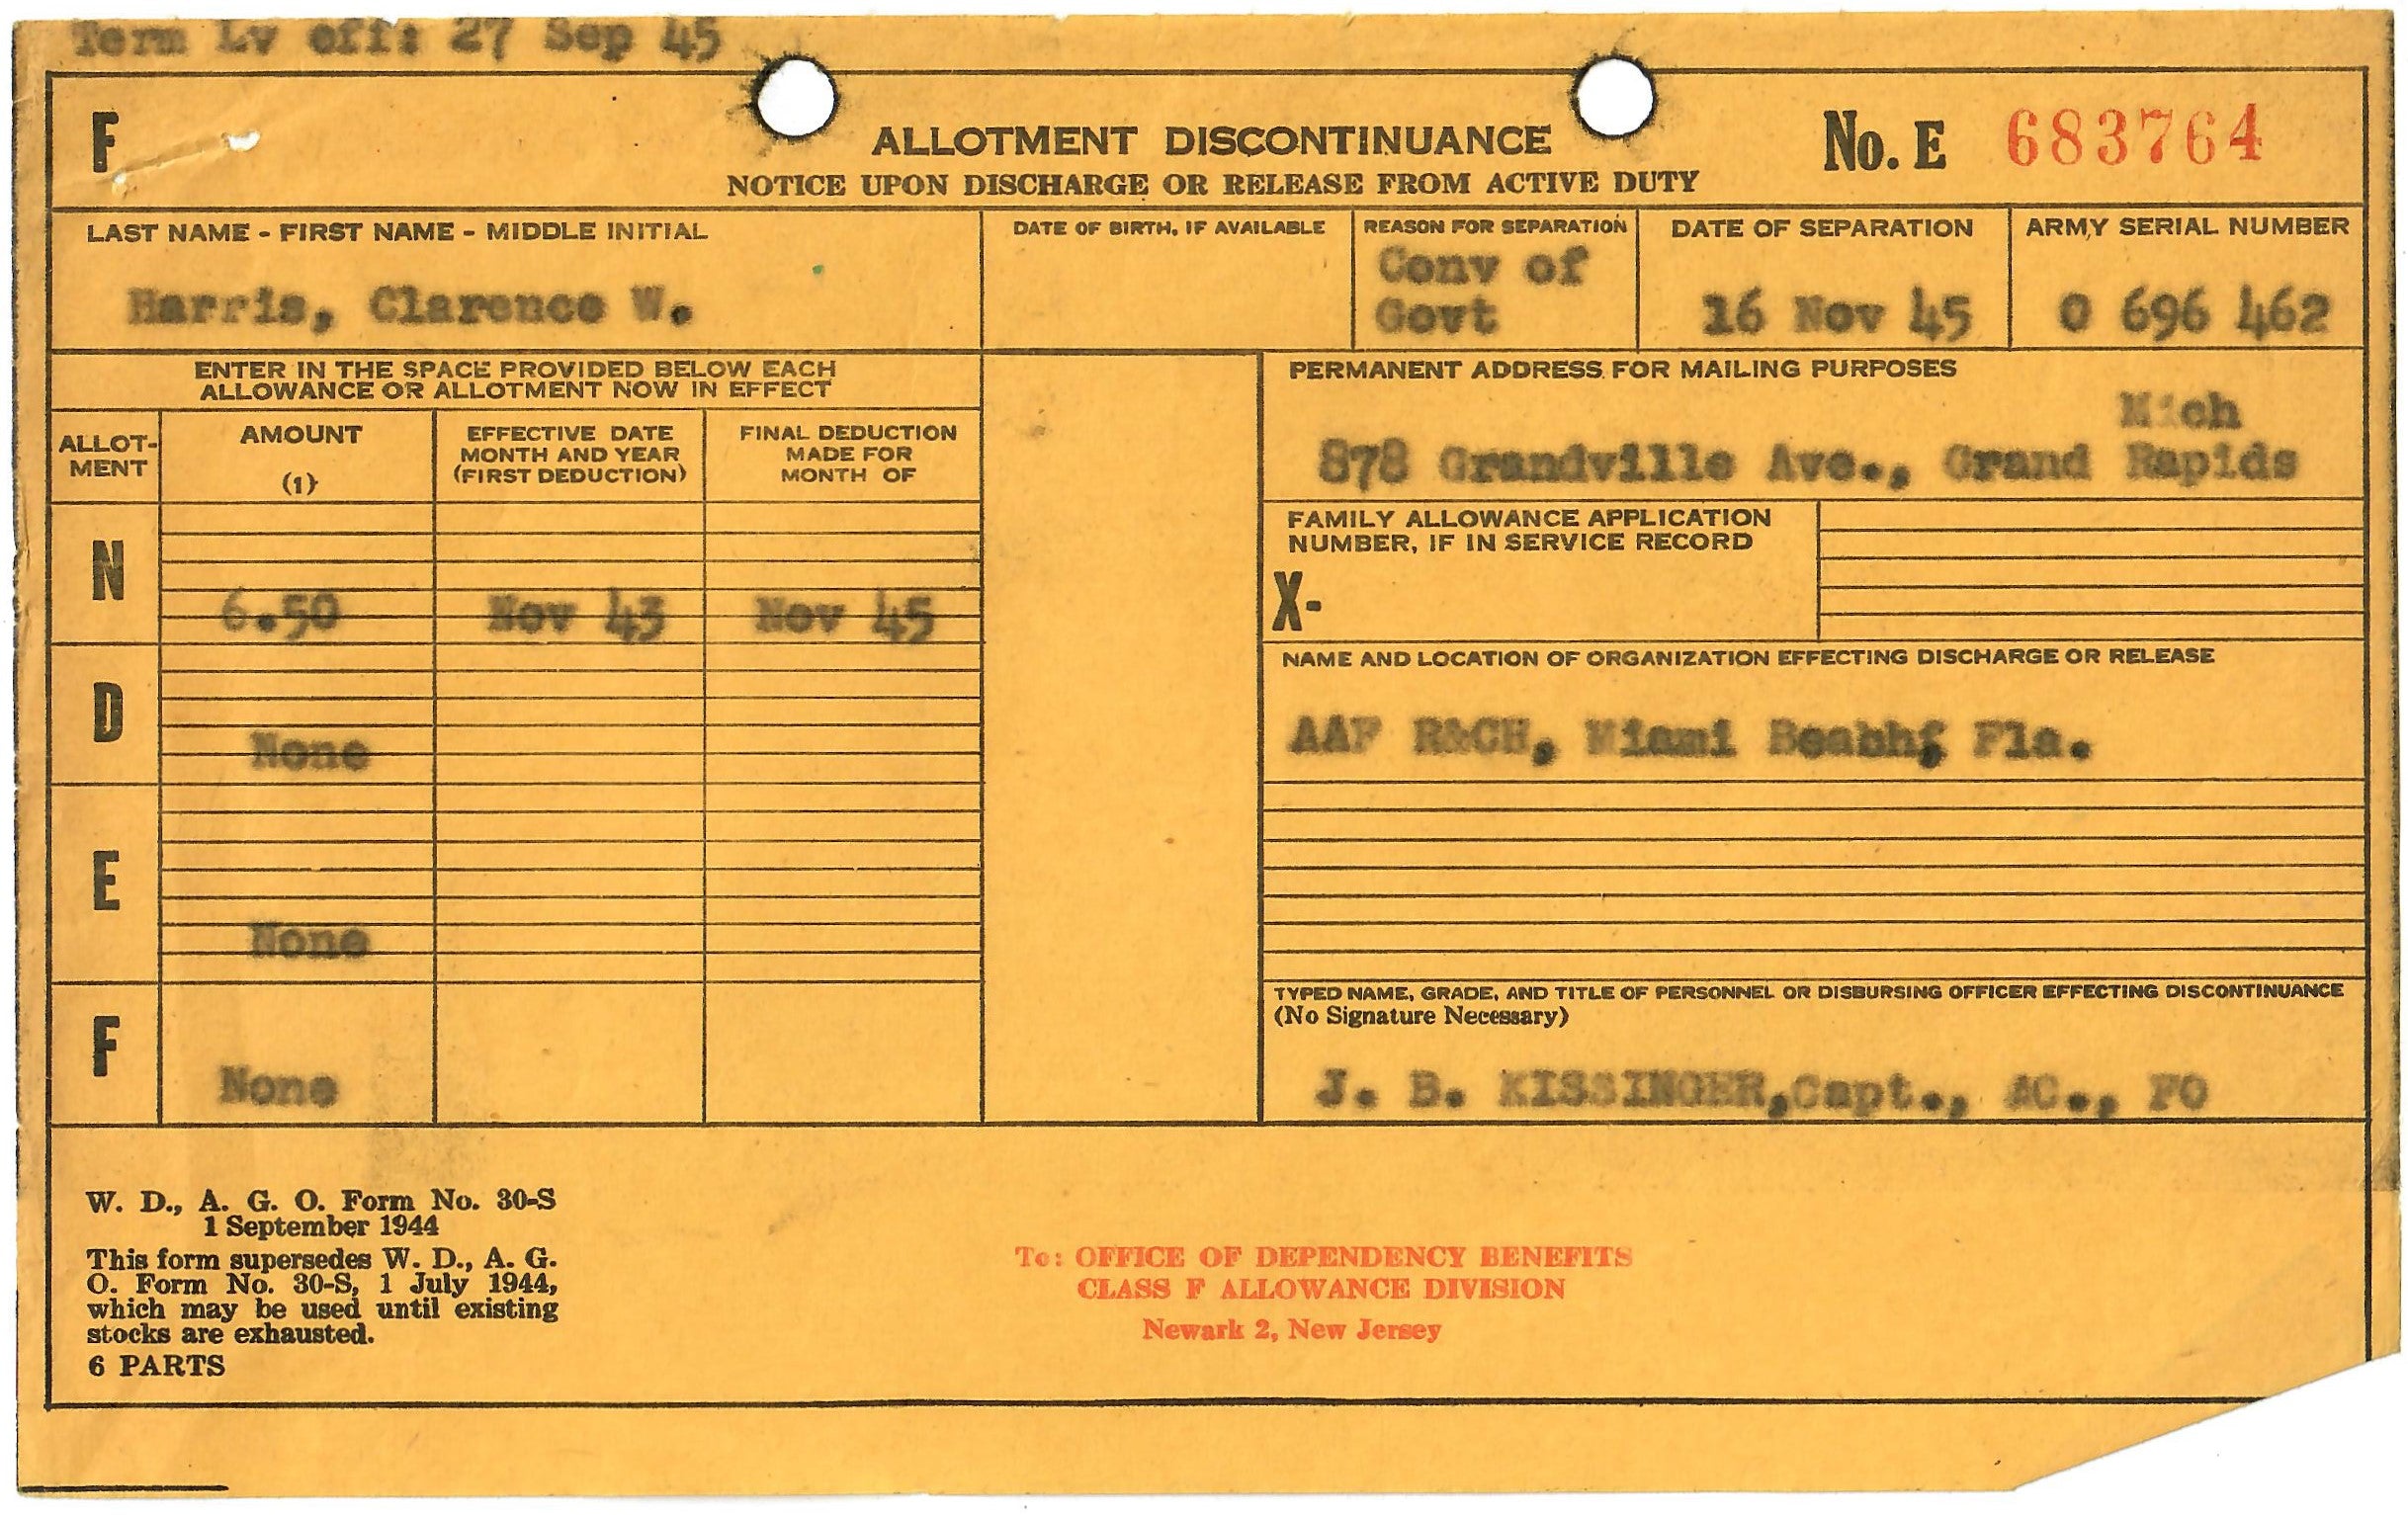 Term Lv eff: 27 Sep 45
F
ALLOTMENT DISCONTINUANCE
No. E 683764
NOTICE UPON DISCHARGE OR RELEASE FROM ACTIVE DUTY
LAST NAME - FIRST NAME - MIDDLE INITIAL
Harris, Clarence W.
DATE OF BIRTH, IF AVAILABLE
REASON FOR SEPARATION
Conv of
Govt
DATE OF SEPARATION
16 Nov 45
ARMY SERIAL NUMBER
0 696 462
ENTER IN THE SPACE PROVIDED BELOW EACH
ALLOWANCE OR ALLOTMENT NOW IN EFFECT
ALLOT-
MENT
AMOUNT
(1)
EFFECTIVE DATE
MONTH AND YEAR
(FIRST DEDUCTION)
FINAL DEDUCTION
MADE FOR
MONTH OF
N
6.50 Nov 43 Nov 45
D
None
E
None
F
None
PERMANENT ADDRESS FOR MAILING PURPOSES
Mich
878 Grandville Ave., Grand Rapids
FAMILY ALLOWANCE APPLICATION
NUMBER, IF IN SERVICE RECORD
X-
NAME AND LOCATION OF ORGANIZATION EFFECTING DISCHARGE OR RELEASE
AAF R&CH, Miami Beabh, Fla.
TYPED NAME, GRADE, AND TITLE OF PERSONNEL OR DISBURSING OFFICER EFFECTING DISCONTINUANCE
(No Signature Necessary)
J. B. KISSINGER,Capt., AC., FO
W. D., A. G. O. Form No. 30-S
1 September 1944
This form supersedes W. D., A. G.
O. Form No. 30-S, 1 July 1944,
which may be used until existing
stocks are exhausted.
6 PARTS
To: OFFICE OF DEPENDENCY BENEFITS
CLASS F ALLOWANCE DIVISION
Newark 2, New Jersey